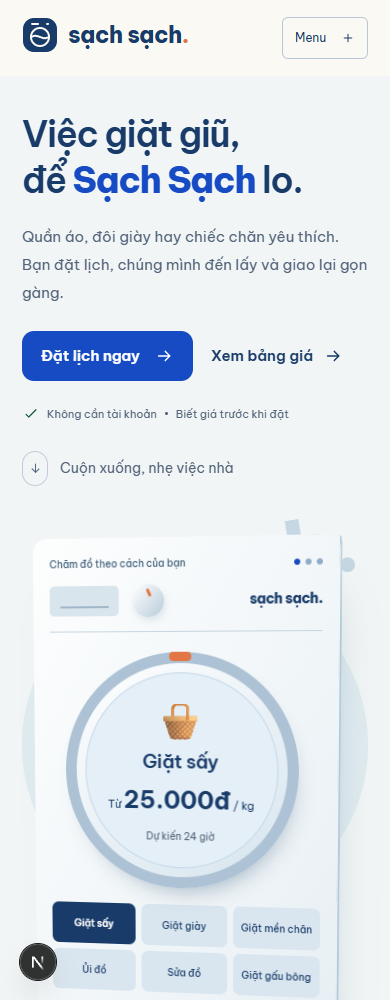 sạch sạch.
Menu +
Việc giặt giũ,
để Sạch Sạch lo.
Quần áo, đôi giày hay chiếc chăn yêu thích.
Bạn đặt lịch, chúng mình đến lấy và giao lại gọn
gàng.
Đặt lịch ngay →
Xem bảng giá →
Không cần tài khoản • Biết giá trước khi đặt
Cuộn xuống, nhẹ việc nhà
Chăm đồ theo cách của bạn
sạch sạch.
Giặt sấy
Từ 25.000đ / kg
Dự kiến 24 giờ
Giặt sấy
Giặt giày
Giặt mền chăn
Ủi đồ
Sửa đồ
Giặt gấu bông
N